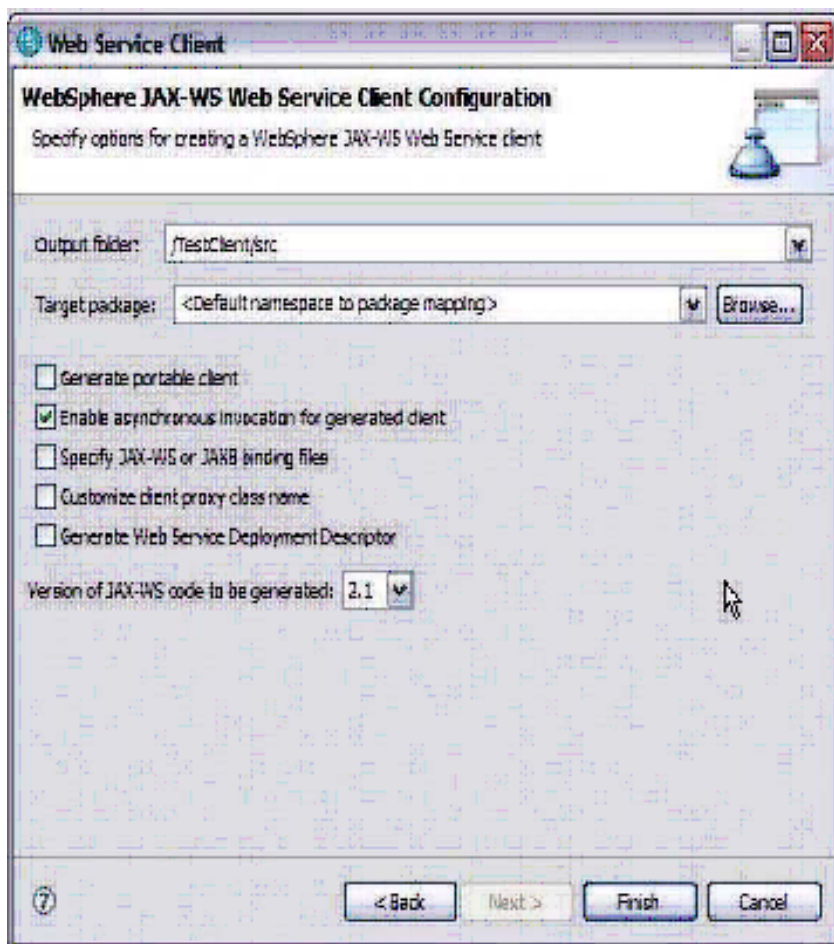 Web Service Client
WebSphere JAX-WS Web Service Client Configuration
Specify options for creating a WebSphere JAX-WS Web Service client
Output folder: /TestClient/src
Target package: <Default namespace to package mapping> Browse...
Generate portable client
Enable asynchronous invocation for generated client
Specify JAX-WS or JAXB binding files
Customize client proxy class name
Generate Web Service Deployment Descriptor
Version of JAX-WS code to be generated: 2.1
? < Back Next > Finish Cancel